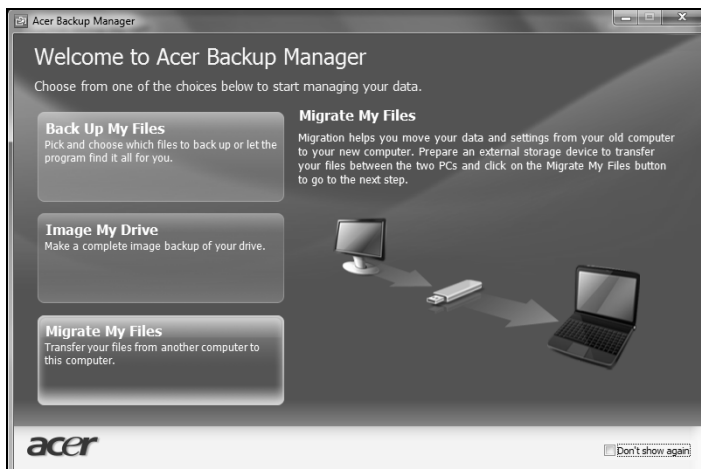 Acer Backup Manager
Welcome to Acer Backup Manager
Choose from one of the choices below to start managing your data.
Back Up My Files
Pick and choose which files to back up or let the
program find it all for you.
Image My Drive
Make a complete image backup of your drive.
Migrate My Files
Transfer your files from another computer to
this computer.
Migrate My Files
Migration helps you move your data and settings from your old computer
to your new computer. Prepare an external storage device to transfer
your files between the two PCs and click on the Migrate My Files button
to go to the next step.
acer
Don't show again